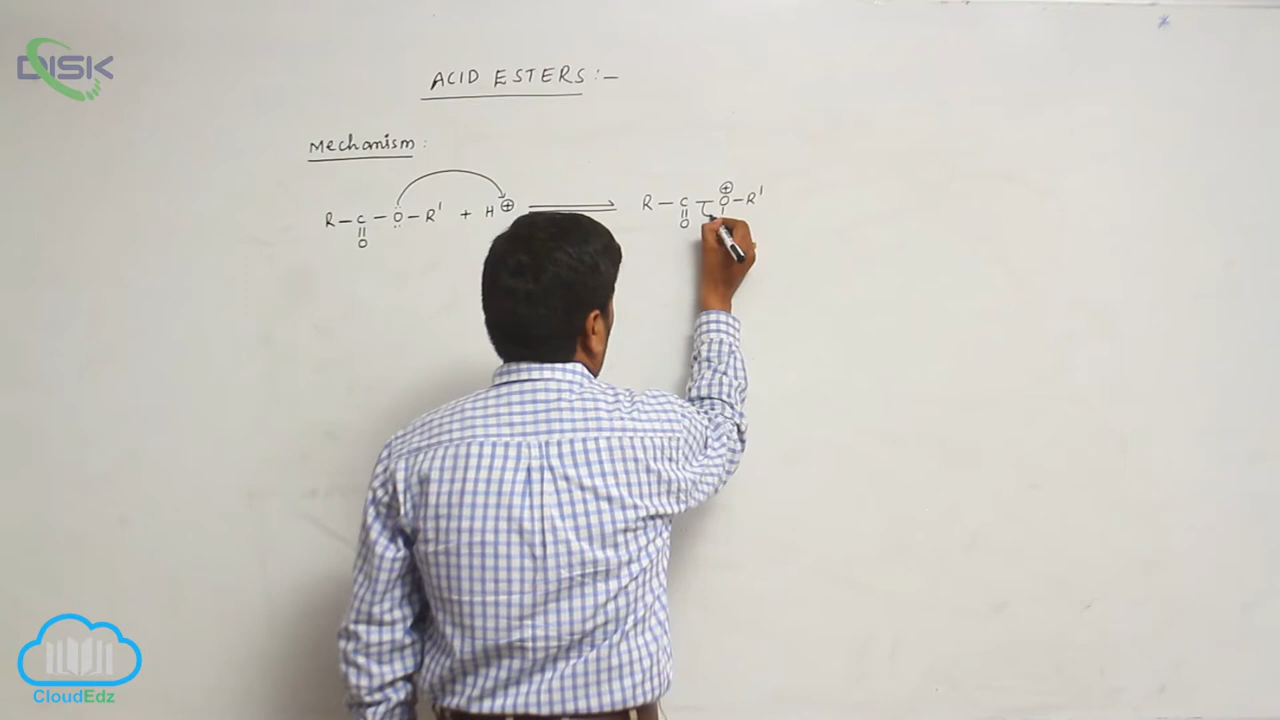 DISK
ACID ESTERS :-
Mechanism :
R-C-Ö-R' + H⊕ ⇌ R-C-O⊕-R'
|| ||
O O
CloudEdz